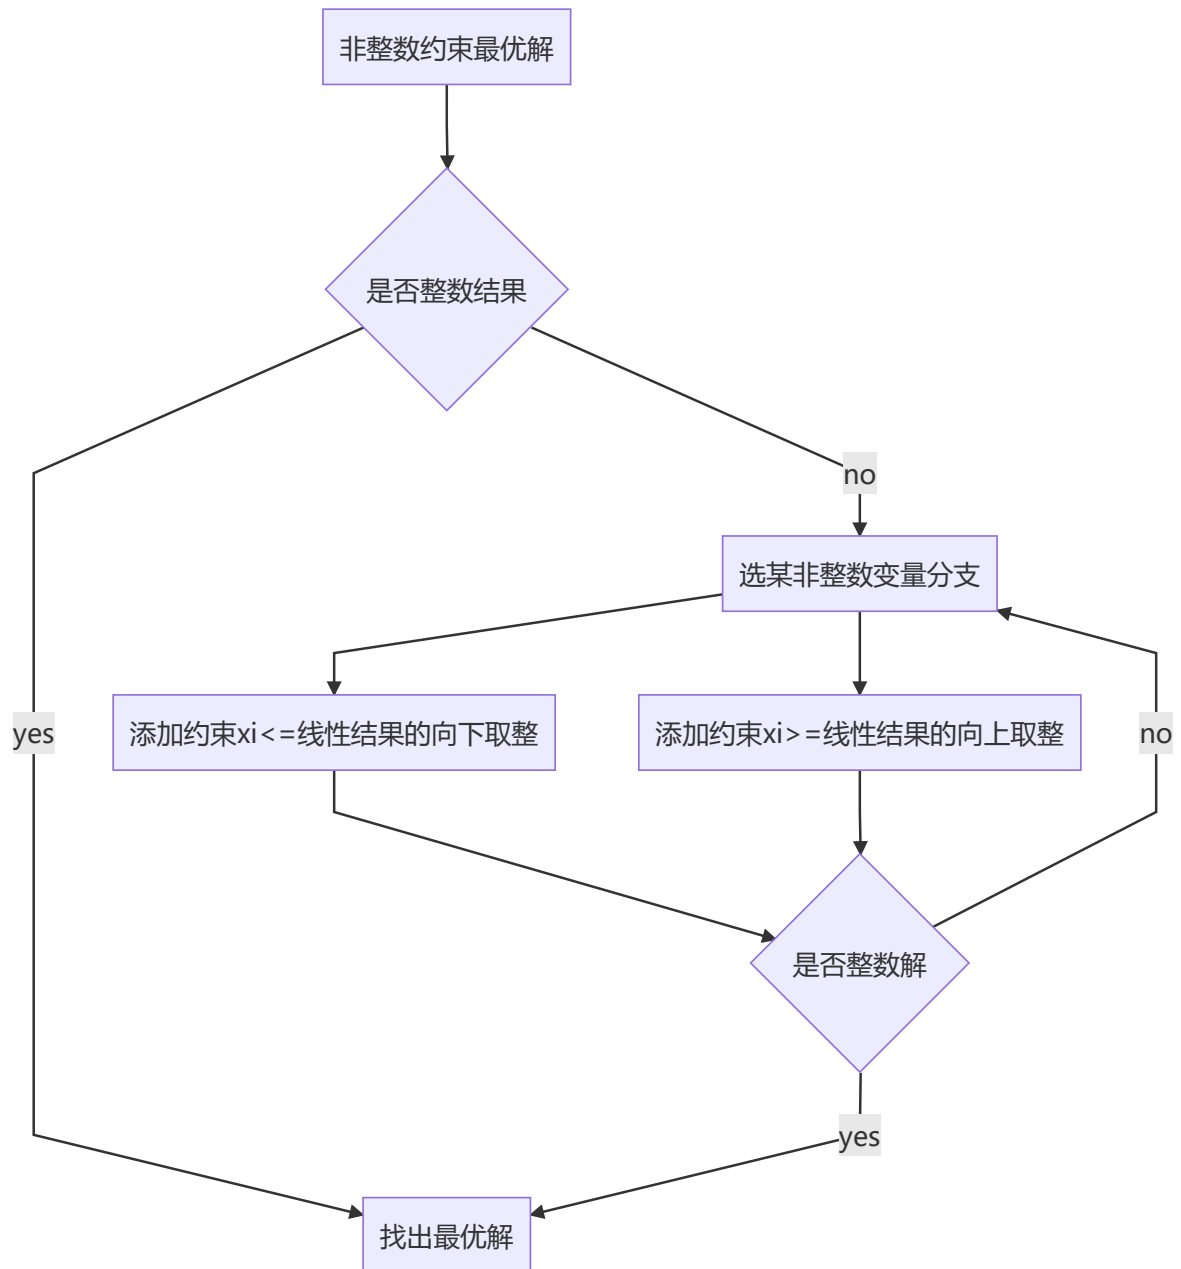 非整数约束最优解
是否整数结果
no
选某非整数变量分支
yes
添加约束xi<=线性结果的向下取整
添加约束xi>=线性结果的向上取整
no
是否整数解
yes
找出最优解